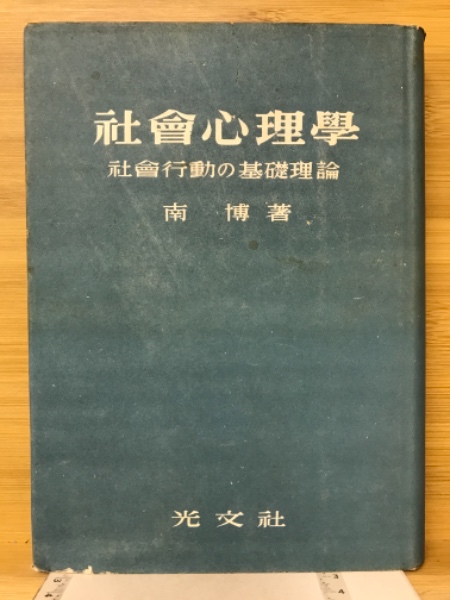 社會心理學
社會行動の基礎理論
南 博 著
光文社